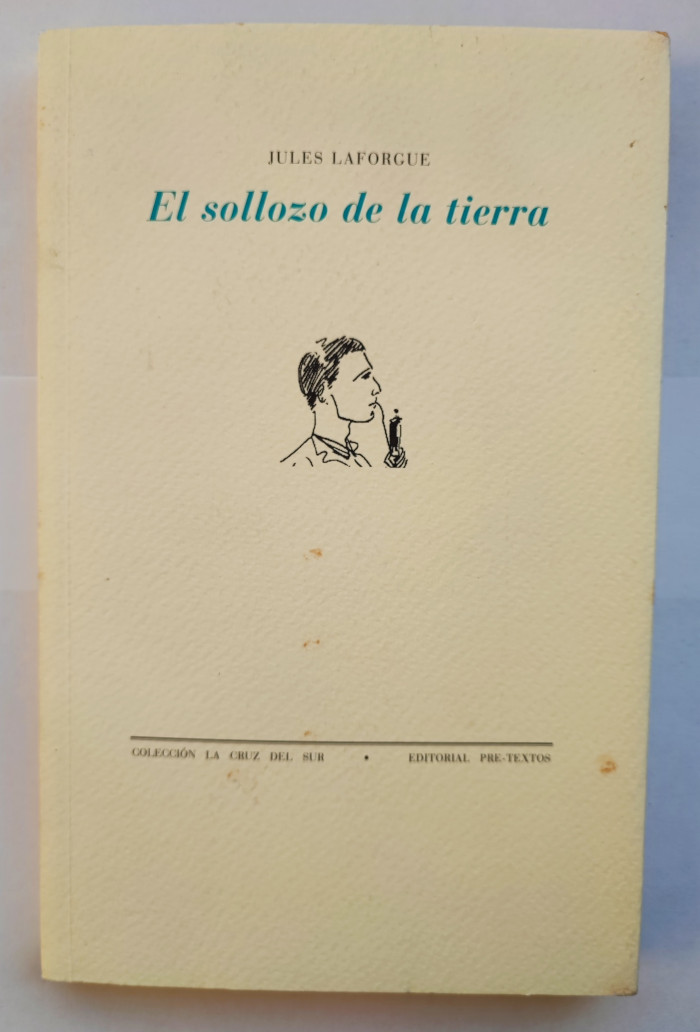 JULES LAFORGUE
El sollozo de la tierra
COLECCIÓN LA CRUZ DEL SUR • EDITORIAL PRE-TEXTOS